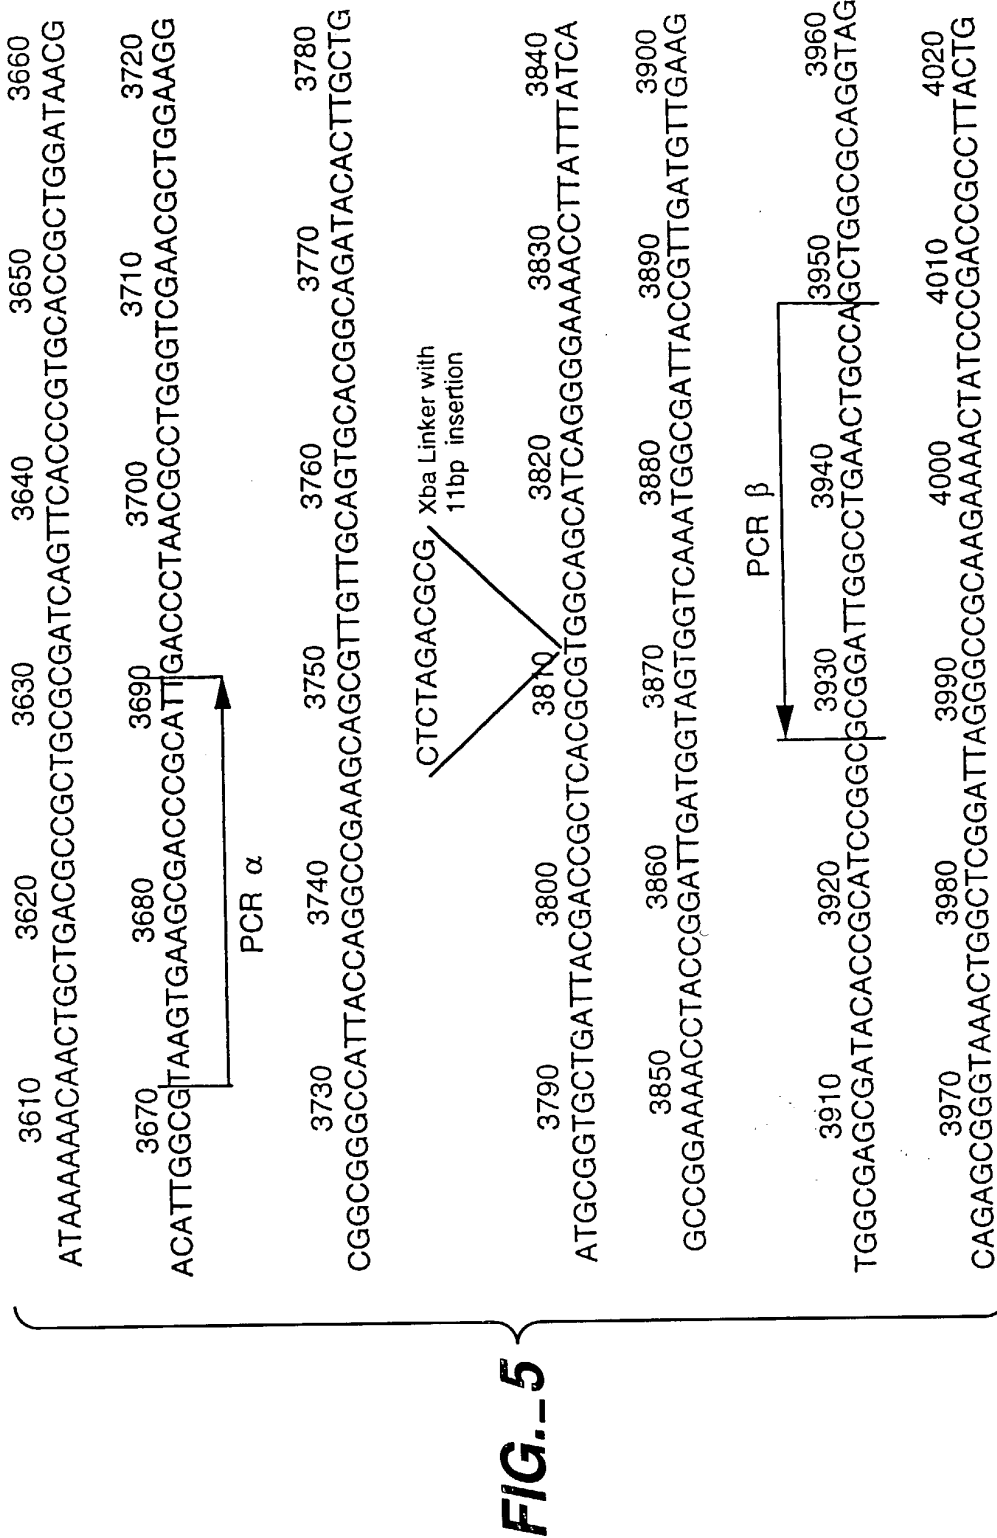 3610 3620 3630 3640 3650 3660
ATAAAAAACAACTGCTGACGCCGCTGCGCGATCAGTTCACCCGTGCACCGCTGGATAACG
3670 3680 3690 3700 3710 3720
ACATTGGCGTAAGTGAAGCGACCCGCATTGACCCTAACGCCTGGGTCGAACGCTGGAAGG
PCR α
3730 3740 3750 3760 3770 3780
CGGCGGGCCATTACCAGGCCGAAGCAGCGTTGTTGCAGTGCACGGCAGATACACTTGCTG
CTCTAGACGCG
Xba Linker with
11bp insertion
3790 3800 3810 3820 3830 3840
ATGCGGTGCTGATTACGACCGCTCACGCGTGGCAGCATCAGGGGAAAACCTTATTTATCA
3850 3860 3870 3880 3890 3900
GCCGGAAAACCTACCGGATTGATGGTAGTGGTCAAATGGCGATTACCGTTGATGTTGAAG
PCR β
3910 3920 3930 3940 3950 3960
TGGCGAGCGATACACCGCATCCGGCGCGGATTGGCCTGAACTGCCAGCTGGCGCAGGTAG
3970 3980 3990 4000 4010 4020
CAGAGCGGGTAAACTGGCTCGGATTAGGGCCGCAAGAAAACTATCCCGACCGCCTTACTG
FIG._5